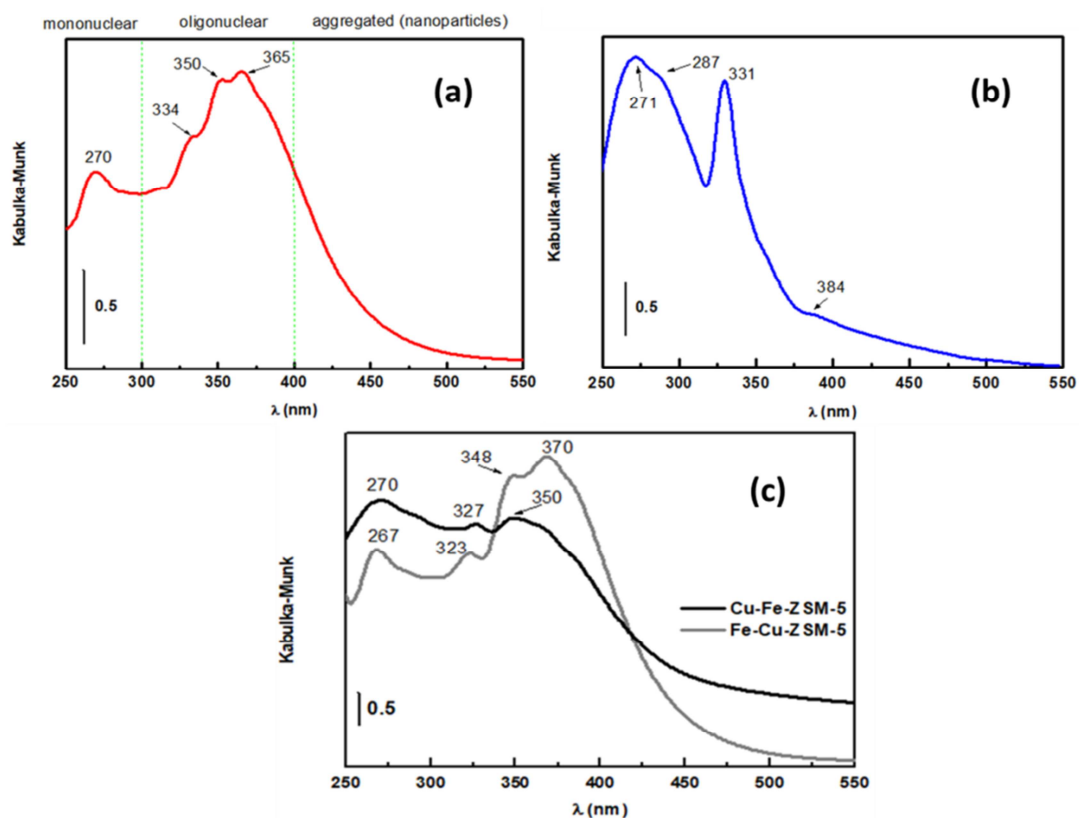 mononuclear oligonuclear aggregated (nanoparticles)
365
350
334
270
(a)
Kabulka-Munk
0.5
250 300 350 400 450 500 550
λ (nm)
287
331
271
(b)
384
Kabulka-Munk
0.5
250 300 350 400 450 500 550
λ (nm)
370
348
270
350
327
267
323
(c)
Kabulka-Munk
Cu-Fe-ZSM-5
Fe-Cu-ZSM-5
0.5
250 300 350 400 450 500 550
λ (nm)